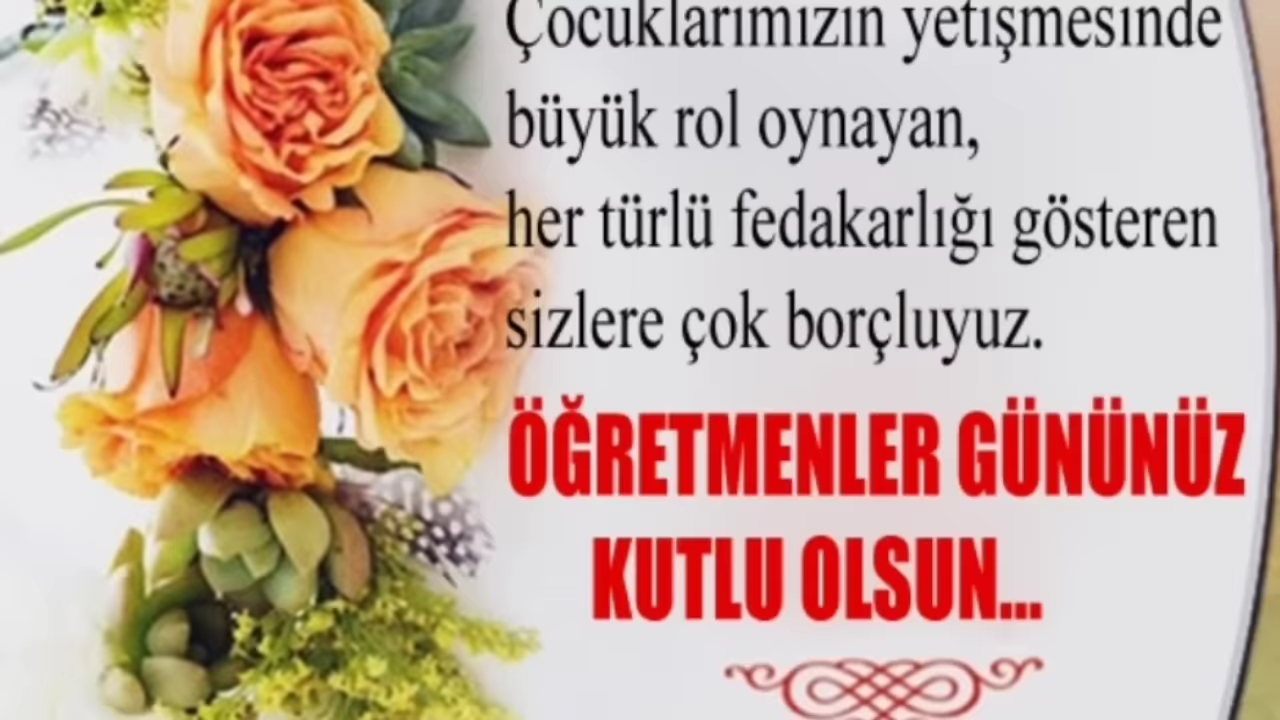 Çocuklarımızın yetişmesinde
büyük rol oynayan,
her türlü fedakarlığı gösteren
sizlere çok borçluyuz.
ÖĞRETMENLER GÜNÜNÜZ
KUTLU OLSUN...